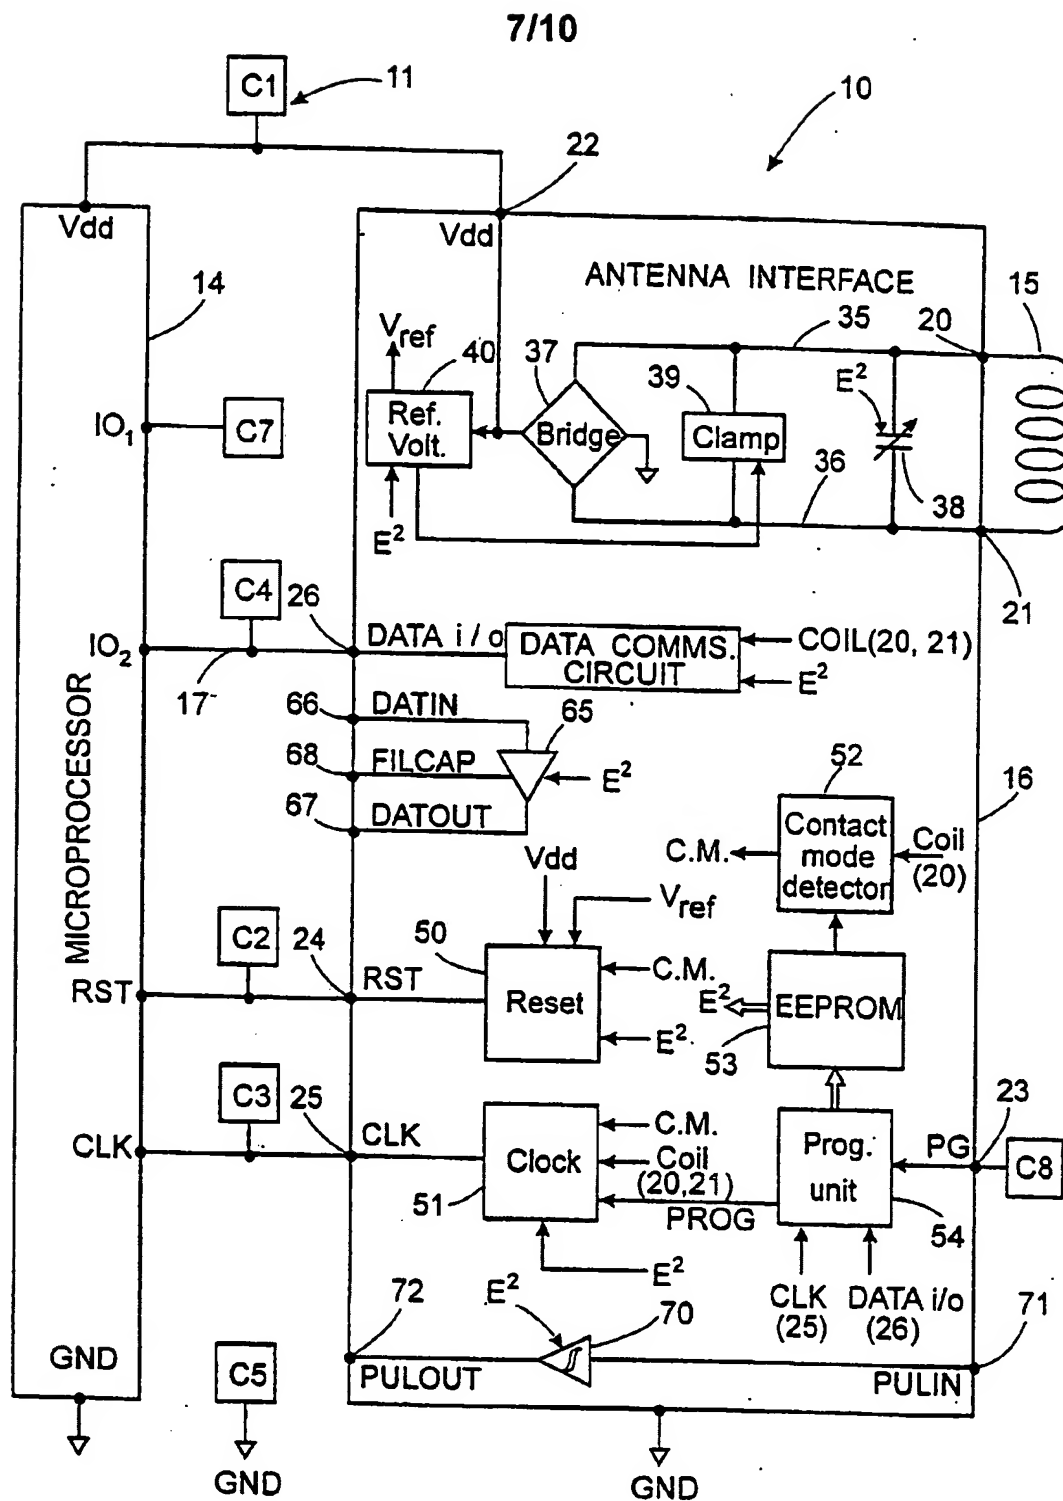 7/10
C1
11
10
22
Vdd
Vdd
ANTENNA INTERFACE
14
15
35
20
Vref
40
37
39
E²
Ref.
Volt.
Bridge
Clamp
IO₁
C7
36
38
E²
21
C4
26
IO₂
DATA i / o
DATA COMMS.
CIRCUIT
COIL(20, 21)
E²
17
66
DATIN
65
68
FILCAP
E²
67
DATOUT
52
16
MICROPROCESSOR
Contact
mode
detector
C.M.
Coil
(20)
Vdd
Vref
C2
24
50
RST
RST
Reset
C.M.
E²
E²
EEPROM
53
C3
25
23
CLK
CLK
Clock
C.M.
Coil
(20,21)
51
PROG
Prog.
unit
PG
C8
54
E²
CLK
(25)
DATA i/o
(26)
72
E²
70
71
GND
C5
PULOUT
PULIN
GND
GND